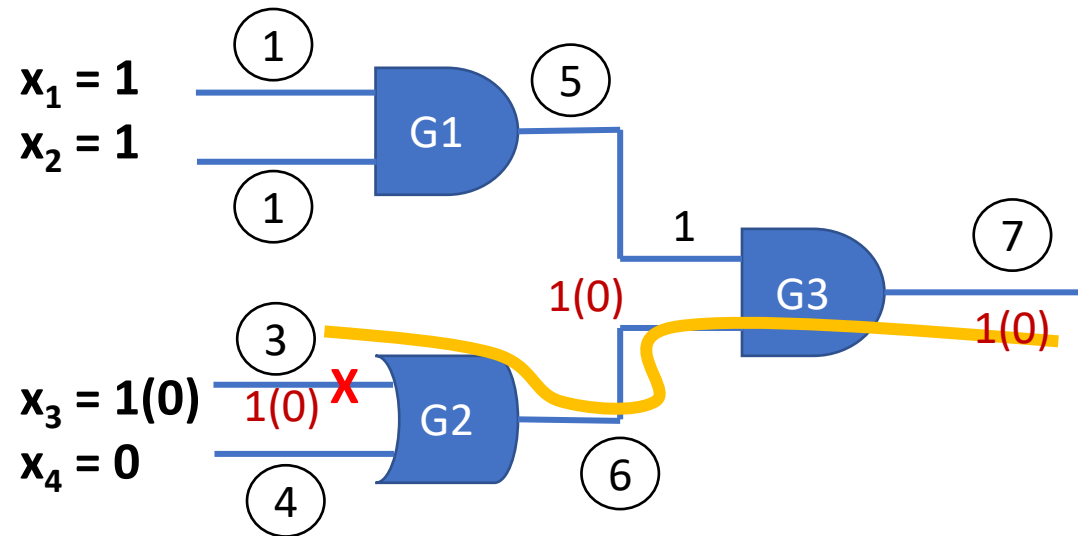 1
x₁ = 1
5
G1
x₂ = 1
1
1
7
1(0)
G3
3
1(0)
x₃ = 1(0)
1(0)
X
G2
x₄ = 0
6
4